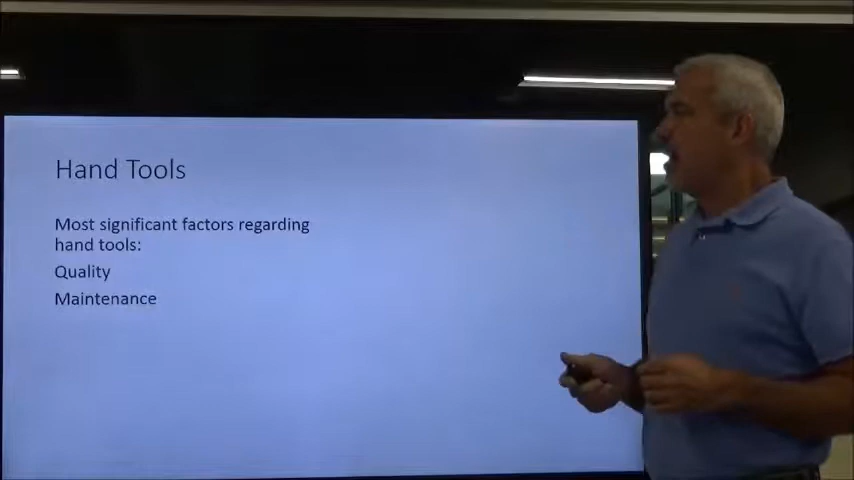 Hand Tools
Most significant factors regarding
hand tools:
Quality
Maintenance